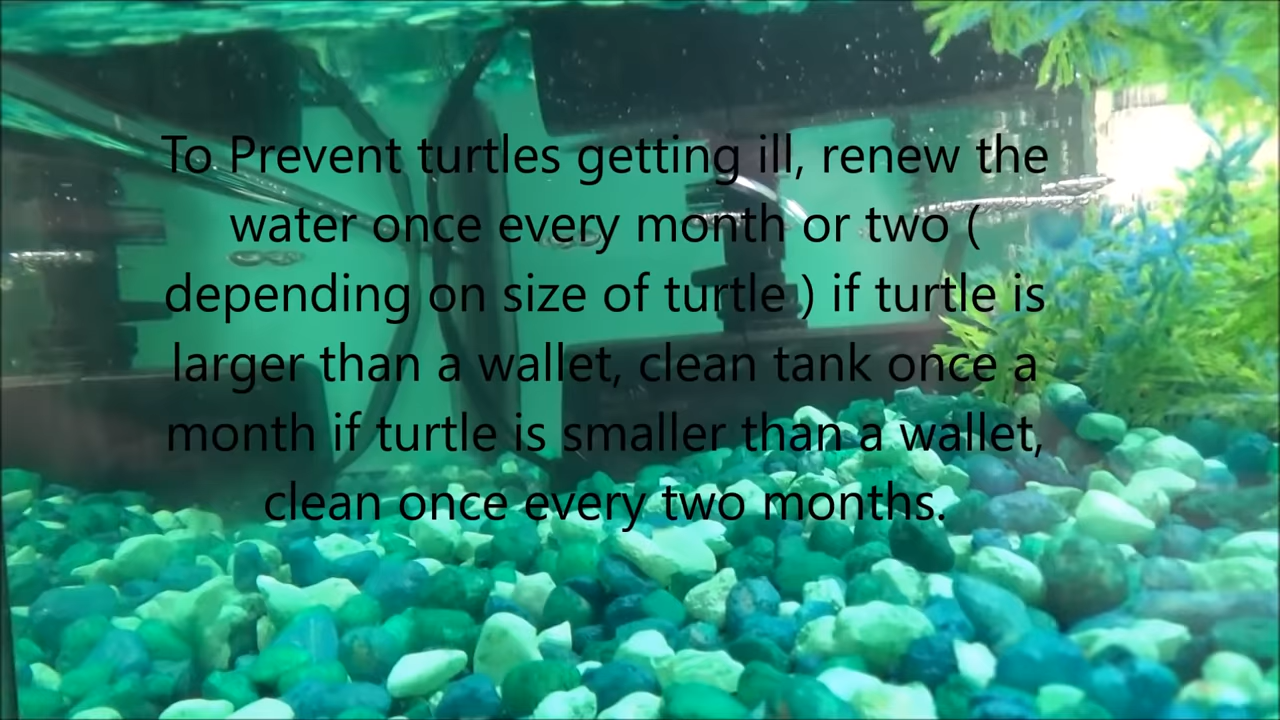 To Prevent turtles getting ill, renew the
water once every month or two (
depending on size of turtle ) if turtle is
larger than a wallet, clean tank once a
month if turtle is smaller than a wallet,
clean once every two months.